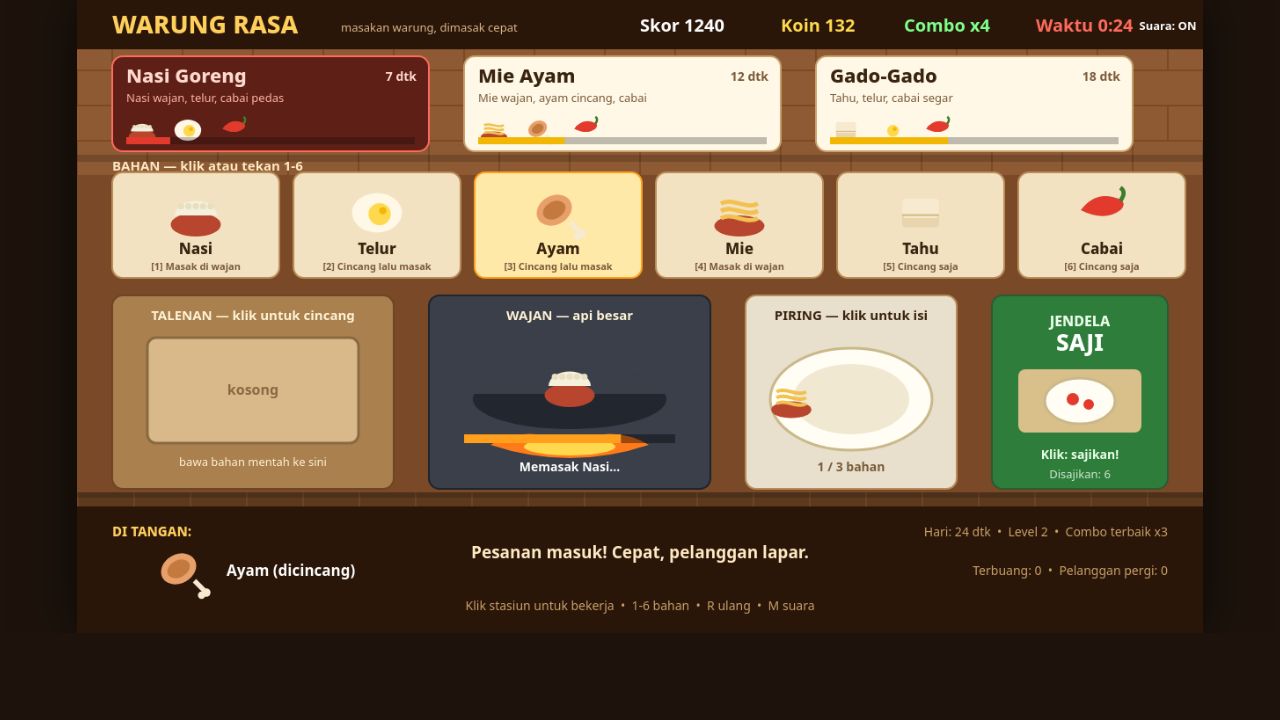 WARUNG RASA
masakan warung, dimasak cepat
Skor 1240
Koin 132
Combo x4
Waktu 0:24
Suara: ON
Nasi Goreng
7 dtk
Nasi wajan, telur, cabai pedas
Mie Ayam
12 dtk
Mie wajan, ayam cincang, cabai
Gado-Gado
18 dtk
Tahu, telur, cabai segar
BAHAN — klik atau tekan 1-6
Nasi
[1] Masak di wajan
Telur
[2] Cincang lalu masak
Ayam
[3] Cincang lalu masak
Mie
[4] Masak di wajan
Tahu
[5] Cincang saja
Cabai
[6] Cincang saja
TALENAN — klik untuk cincang
kosong
bawa bahan mentah ke sini
WAJAN — api besar
Memasak Nasi...
PIRING — klik untuk isi
1 / 3 bahan
JENDELA
SAJI
Klik: sajikan!
Disajikan: 6
DI TANGAN:
Ayam (dicincang)
Pesanan masuk! Cepat, pelanggan lapar.
Klik stasiun untuk bekerja • 1-6 bahan • R ulang • M suara
Hari: 24 dtk • Level 2 • Combo terbaik x3
Terbuang: 0 • Pelanggan pergi: 0